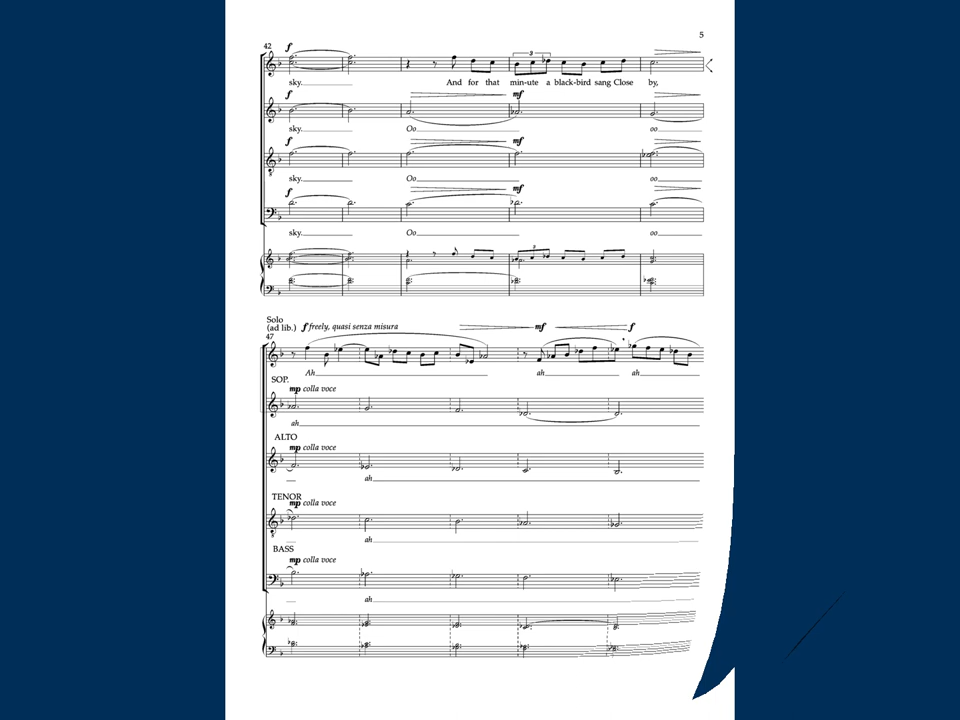 5
42
f
3
sky. And for that min-ute a black-bird sang Close by,
f mf
sky. Oo oo
f mf
sky. Oo oo
f mf
sky. Oo oo
3
Solo
(ad lib.) f freely, quasi senza misura mf f
47
Ah ah ah
SOP.
mp colla voce
ah
ALTO
mp colla voce
ah
TENOR
mp colla voce
8
ah
BASS
mp colla voce
ah